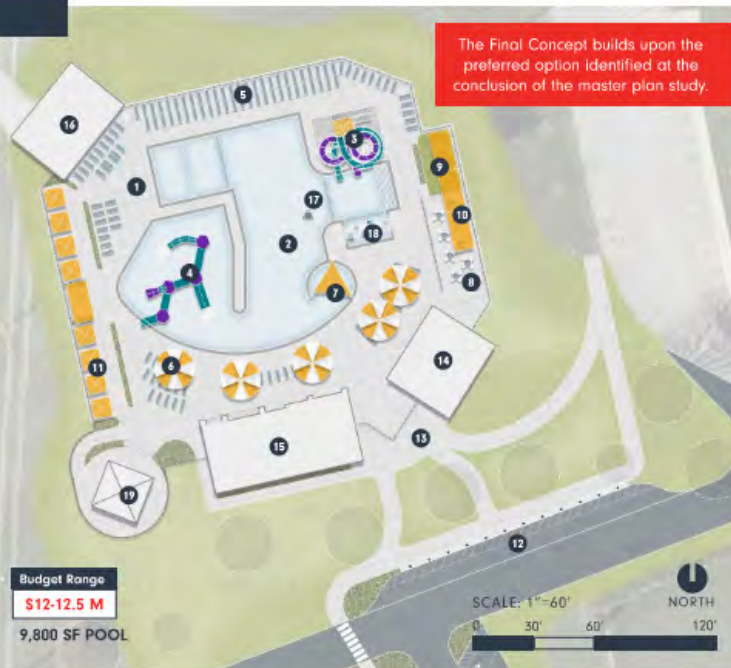 The Final Concept builds upon the
preferred option identified at the
conclusion of the master plan study.
5
16
3
9
1
17
10
2
18
4
8
7
14
6
11
13
15
19
12
Budget Range
$12-12.5 M
9,800 SF POOL
SCALE: 1"=60'
NORTH
0 30' 60' 120'